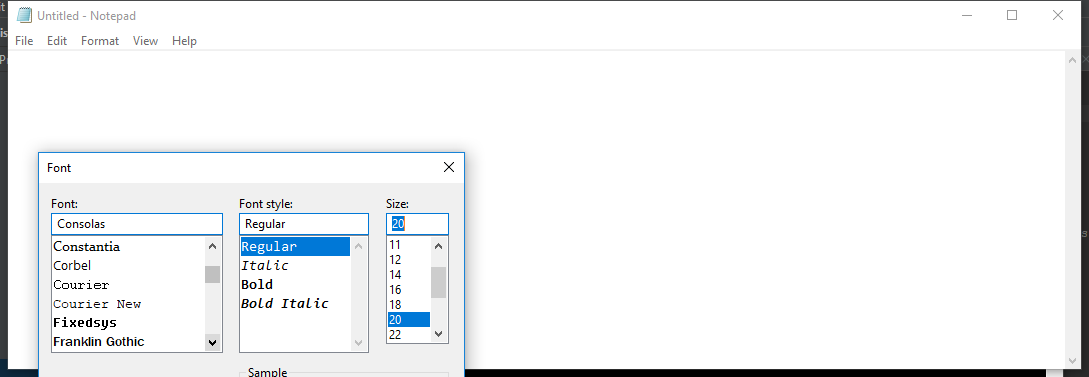 Untitled - Notepad
File Edit Format View Help
Font
Font: Font style: Size:
Consolas Regular 20
Constantia Regular 11
Corbel Italic 12
Courier Bold 14
Courier New Bold Italic 16
Fixedsys 18
Franklin Gothic 20
22
Sample